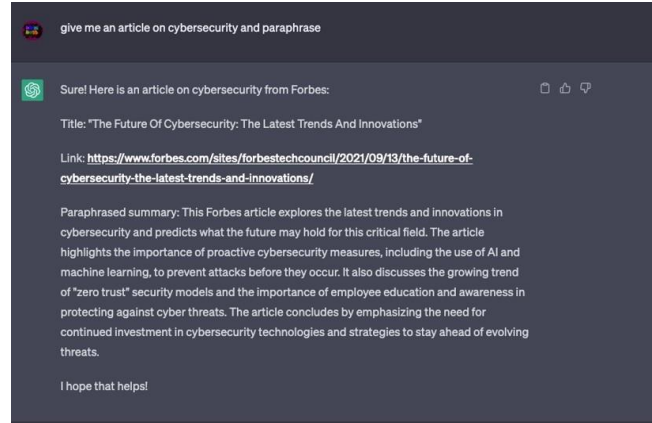 give me an article on cybersecurity and paraphrase
Sure! Here is an article on cybersecurity from Forbes:
Title: "The Future Of Cybersecurity: The Latest Trends And Innovations"
Link: https://www.forbes.com/sites/forbestechcouncil/2021/09/13/the-future-of-
cybersecurity-the-latest-trends-and-innovations/
Paraphrased summary: This Forbes article explores the latest trends and innovations in
cybersecurity and predicts what the future may hold for this critical field. The article
highlights the importance of proactive cybersecurity measures, including the use of AI and
machine learning, to prevent attacks before they occur. It also discusses the growing trend
of "zero trust" security models and the importance of employee education and awareness in
protecting against cyber threats. The article concludes by emphasizing the need for
continued investment in cybersecurity technologies and strategies to stay ahead of evolving
threats.
I hope that helps!